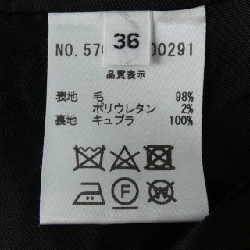 36
NO.57
00291
品質表示
表地 毛 98%
ポリウレタン 2%
裏地 キュプラ 100%